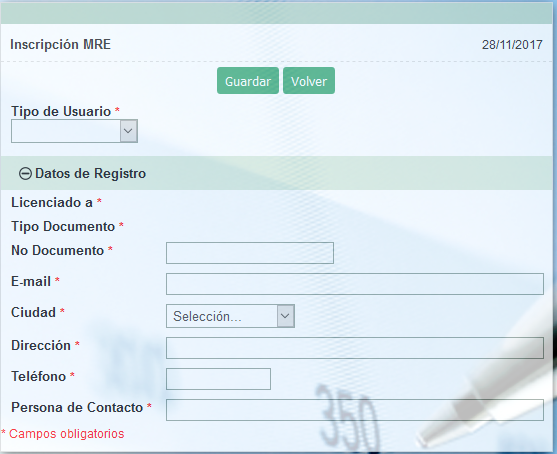 Inscripción MRE 28/11/2017
Guardar Volver
Tipo de Usuario *
Datos de Registro
Licenciado a *
Tipo Documento *
No Documento *
E-mail *
Ciudad * Selección...
Dirección *
Teléfono *
Persona de Contacto *
* Campos obligatorios
350